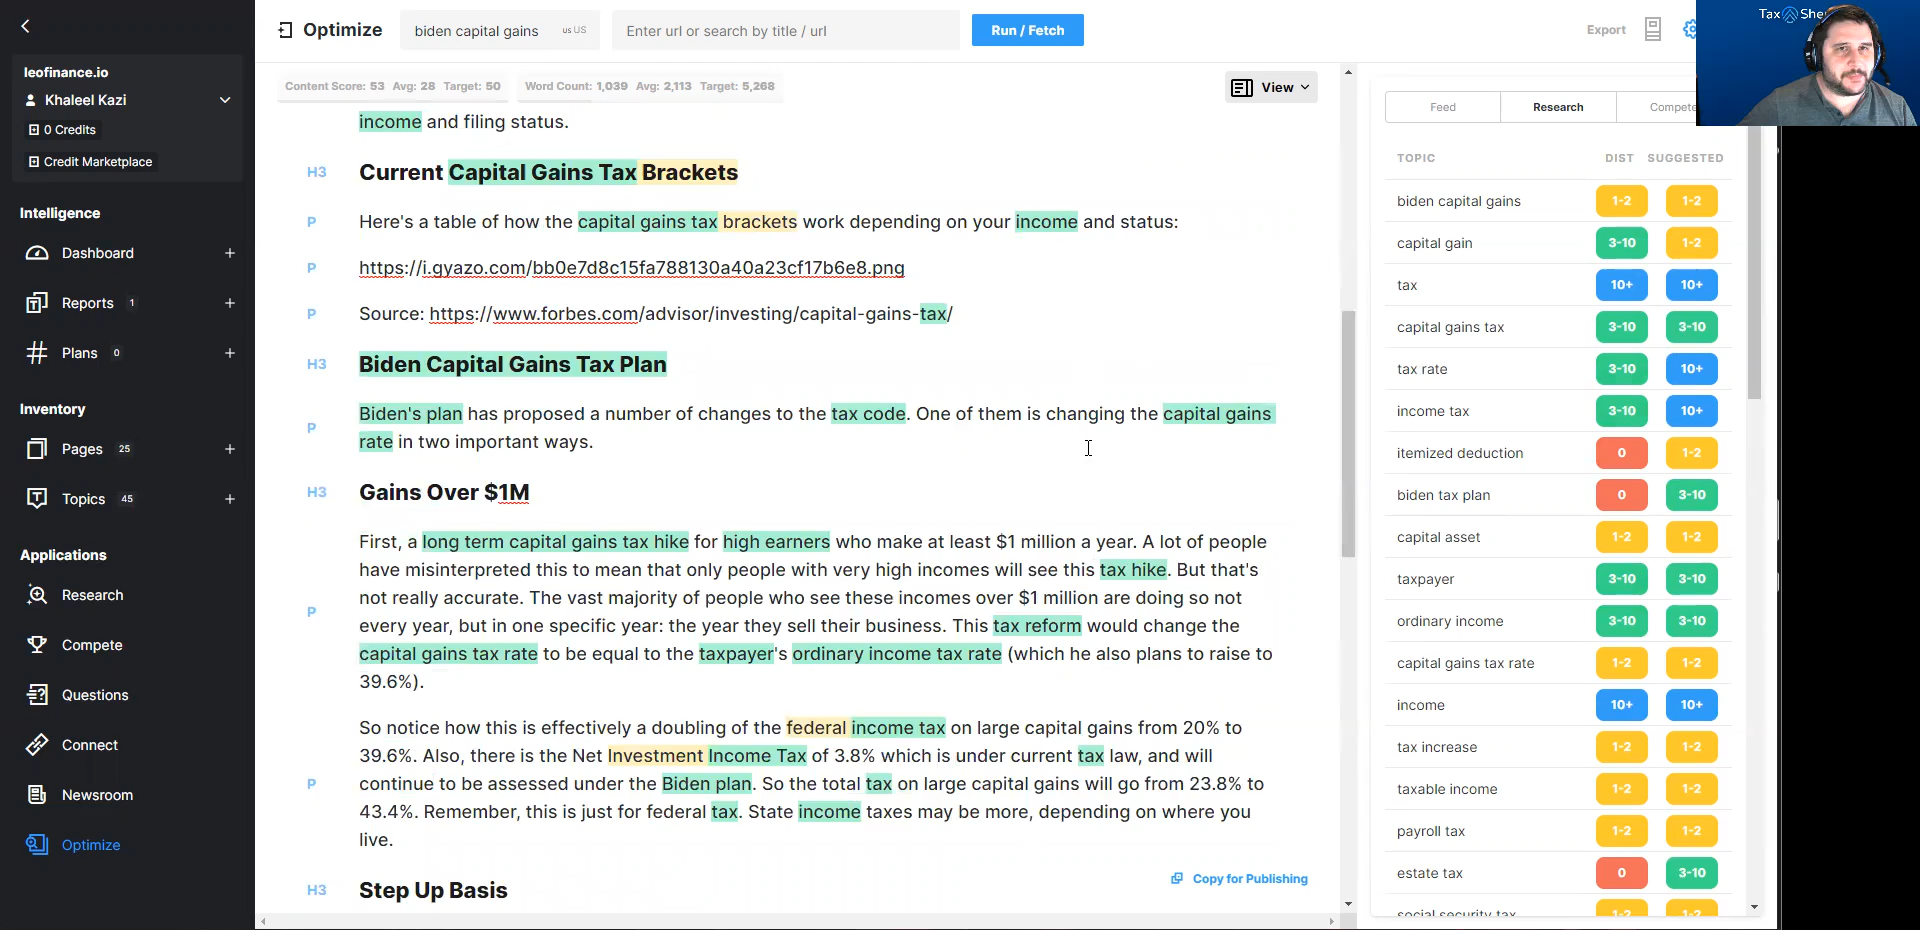 leofinance.io
Khaleel Kazi
0 Credits
Credit Marketplace
Intelligence
Dashboard +
Reports 1 +
Plans 0 +
Inventory
Pages 25 +
Topics 45 +
Applications
Research
Compete
Questions
Connect
Newsroom
Optimize
Optimize
biden capital gains us US
Enter url or search by title / url
Run / Fetch
Export
Content Score: 53 Avg: 28 Target: 50
Word Count: 1,039 Avg: 2,113 Target: 5,268
View
income and filing status.
H3 Current Capital Gains Tax Brackets
P Here's a table of how the capital gains tax brackets work depending on your income and status:
P https://i.gyazo.com/bb0e7d8c15fa788130a40a23cf17b6e8.png
P Source: https://www.forbes.com/advisor/investing/capital-gains-tax/
H3 Biden Capital Gains Tax Plan
P Biden's plan has proposed a number of changes to the tax code. One of them is changing the capital gains
rate in two important ways.
H3 Gains Over $1M
P First, a long term capital gains tax hike for high earners who make at least $1 million a year. A lot of people
have misinterpreted this to mean that only people with very high incomes will see this tax hike. But that's
not really accurate. The vast majority of people who see these incomes over $1 million are doing so not
every year, but in one specific year: the year they sell their business. This tax reform would change the
capital gains tax rate to be equal to the taxpayer's ordinary income tax rate (which he also plans to raise to
39.6%).
P So notice how this is effectively a doubling of the federal income tax on large capital gains from 20% to
39.6%. Also, there is the Net Investment Income Tax of 3.8% which is under current tax law, and will
continue to be assessed under the Biden plan. So the total tax on large capital gains will go from 23.8% to
43.4%. Remember, this is just for federal tax. State income taxes may be more, depending on where you
live.
Copy for Publishing
H3 Step Up Basis
Feed Research Compete
TOPIC DIST SUGGESTED
biden capital gains 1-2 1-2
capital gain 3-10 1-2
tax 10+ 10+
capital gains tax 3-10 3-10
tax rate 3-10 10+
income tax 3-10 10+
itemized deduction 0 1-2
biden tax plan 0 3-10
capital asset 1-2 1-2
taxpayer 3-10 3-10
ordinary income 3-10 3-10
capital gains tax rate 1-2 1-2
income 10+ 10+
tax increase 1-2 1-2
taxable income 1-2 1-2
payroll tax 1-2 1-2
estate tax 0 3-10
social security tax 1-2 1-2
Tax She